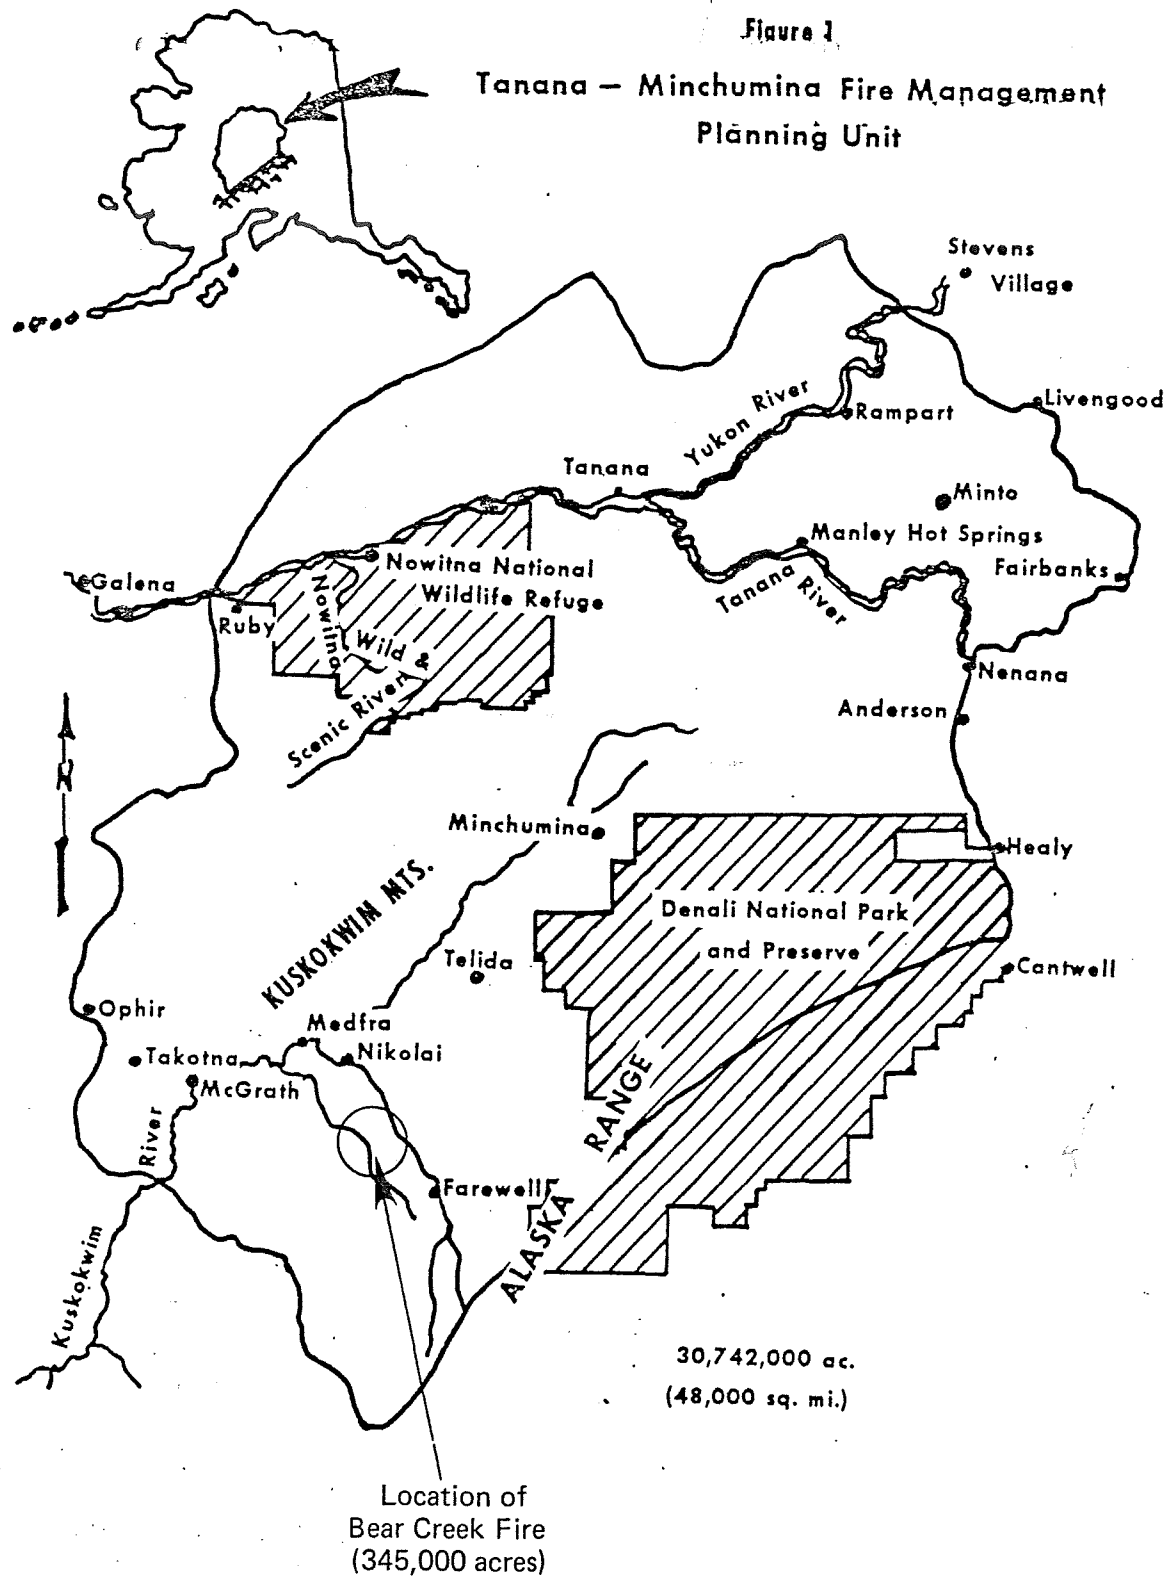 Figure 1
Tanana — Minchumina Fire Management
Planning Unit
Stevens
Village
Livengood
Yukon River
Rampart
Tanana
Minto
Manley Hot Springs
Fairbanks
Tanana
River
Galena
Nowitna National
Wildlife Refuge
Ruby
Nowitna
Wild &
Scenic River
Nenana
Anderson
N
Minchumina
Healy
KUSKOKWIM MTS.
Denali National Park
and Preserve
Telida
Cantwell
Ophir
Medfra
Takotna
Nikolai
McGrath
River
Kuskokwim
Farewell
ALASKA
RANGE
30,742,000 ac.
(48,000 sq. mi.)
Location of
Bear Creek Fire
(345,000 acres)